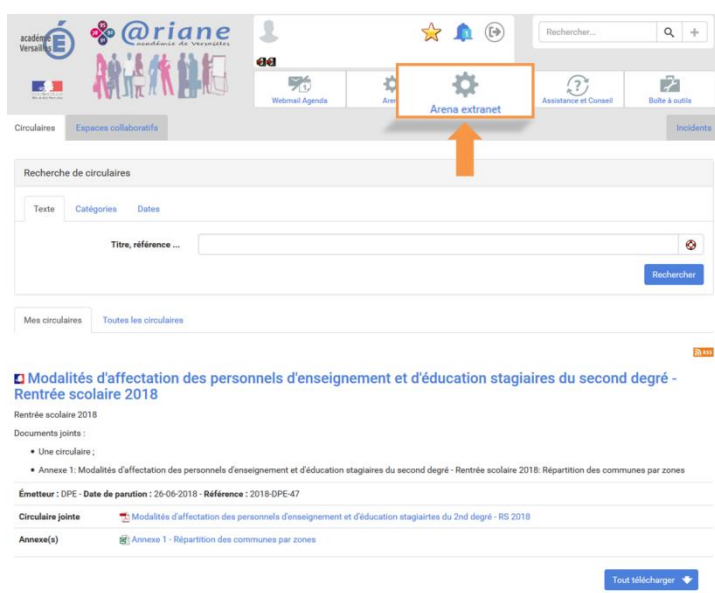 académie
Versailles
@riane
académie de Versailles
Rechercher...
Webmail Agenda
Aren
Arena extranet
Assistance et Conseil
Boîte à outils
Circulaires Espaces collaboratifs Incidents
Recherche de circulaires
Texte Catégories Dates
Titre, référence ...
Rechercher
Mes circulaires Toutes les circulaires
RSS
Modalités d'affectation des personnels d'enseignement et d'éducation stagiaires du second degré -
Rentrée scolaire 2018
Rentrée scolaire 2018
Documents joints :
• Une circulaire ;
• Annexe 1: Modalités d'affectation des personnels d'enseignement et d'éducation stagiaires du second degré - Rentrée scolaire 2018: Répartition des communes par zones
Émetteur : DPE - Date de parution : 26-06-2018 - Référence : 2018-DPE-47
Circulaire jointe Modalités d'affectation des personnels d'enseignement et d'éducation stagiairtes du 2nd degré - RS 2018
Annexe(s) Annexe 1 - Répartition des communes par zones
Tout télécharger